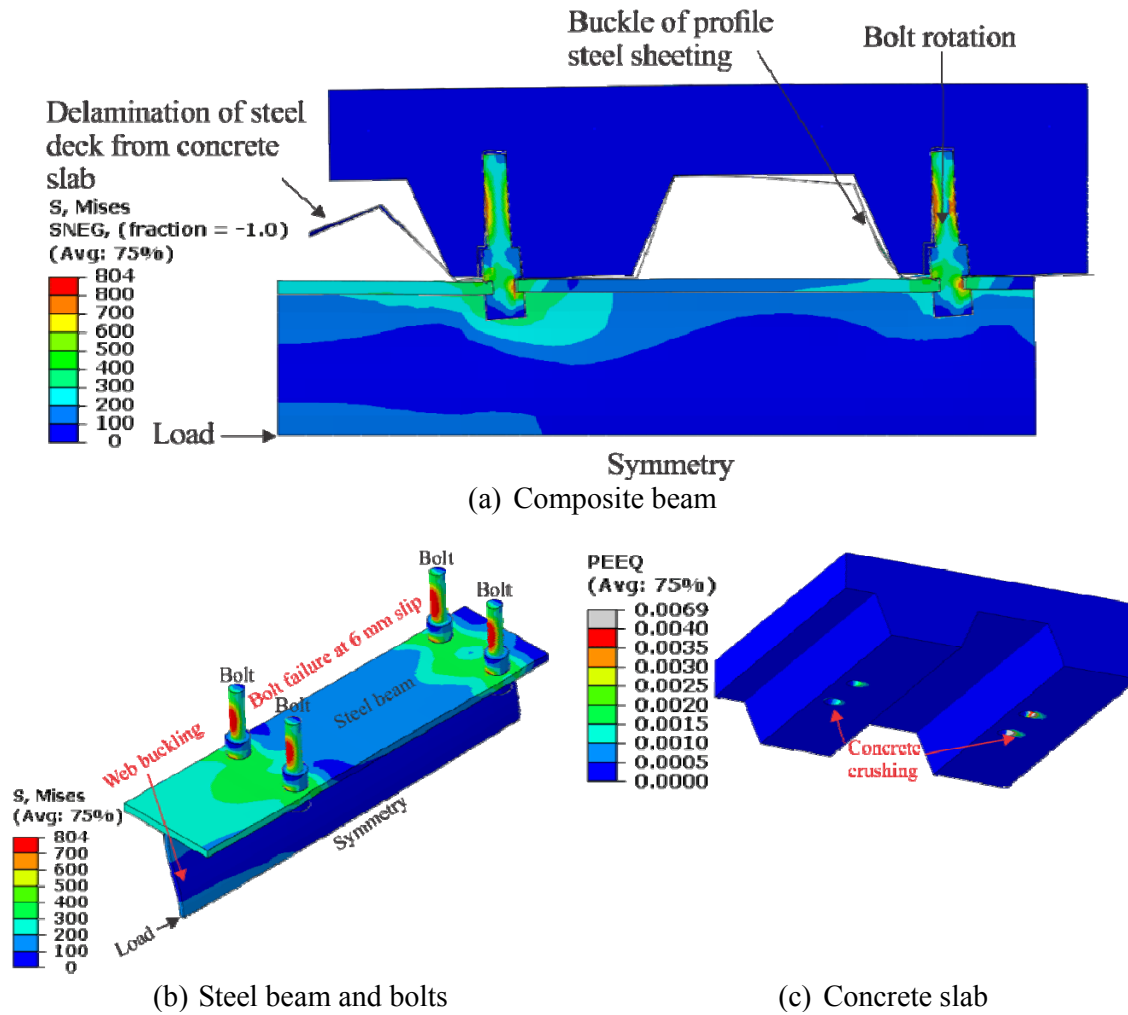 Buckle of profile
steel sheeting
Bolt rotation
Delamination of steel
deck from concrete
slab
S, Mises
SNEG, (fraction = -1.0)
(Avg: 75%)
804
800
700
600
500
400
300
200
100
0
Load
Symmetry
(a) Composite beam
Bolt
Bolt
Bolt
Bolt
Bolt failure at 6 mm slip
Steel beam
Web buckling
Symmetry
Load
S, Mises
(Avg: 75%)
804
700
600
500
400
300
200
100
0
(b) Steel beam and bolts
PEEQ
(Avg: 75%)
0.0069
0.0040
0.0035
0.0030
0.0025
0.0020
0.0015
0.0010
0.0005
0.0000
Concrete
crushing
(c) Concrete slab